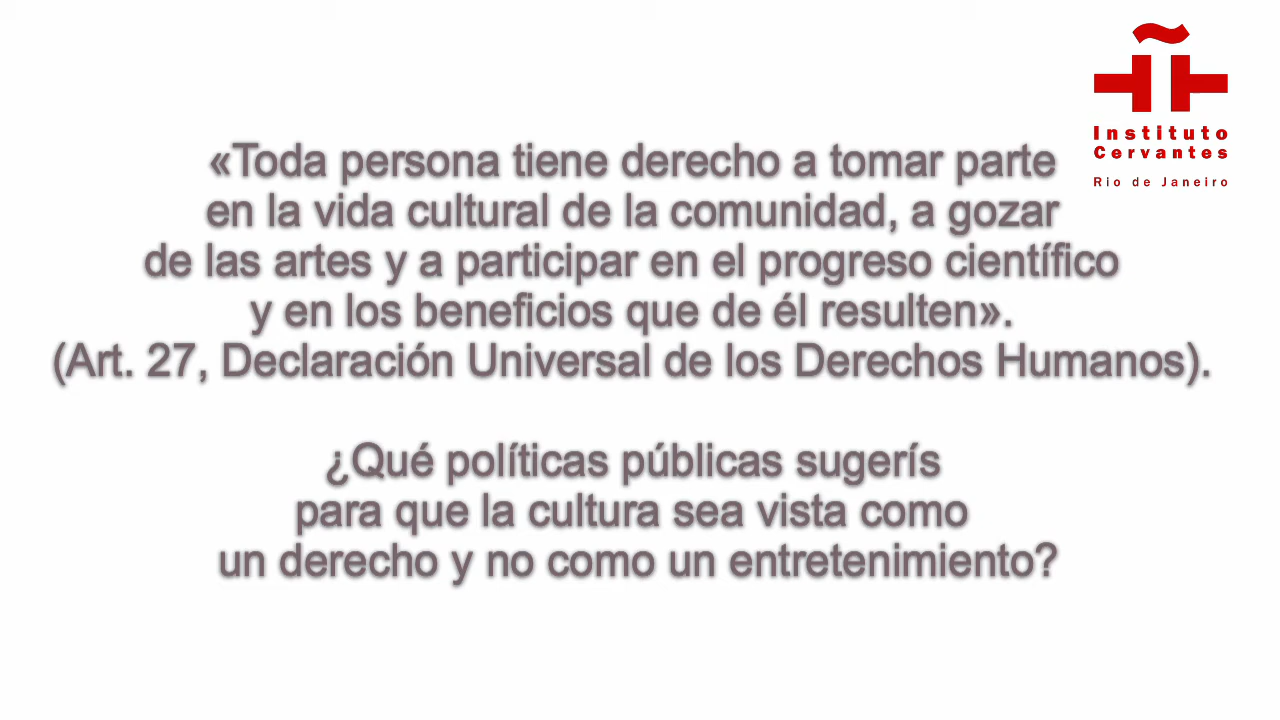 Instituto
Cervantes
Rio de Janeiro
«Toda persona tiene derecho a tomar parte
en la vida cultural de la comunidad, a gozar
de las artes y a participar en el progreso científico
y en los beneficios que de él resulten».
(Art. 27, Declaración Universal de los Derechos Humanos).
¿Qué políticas públicas sugerís
para que la cultura sea vista como
un derecho y no como un entretenimiento?